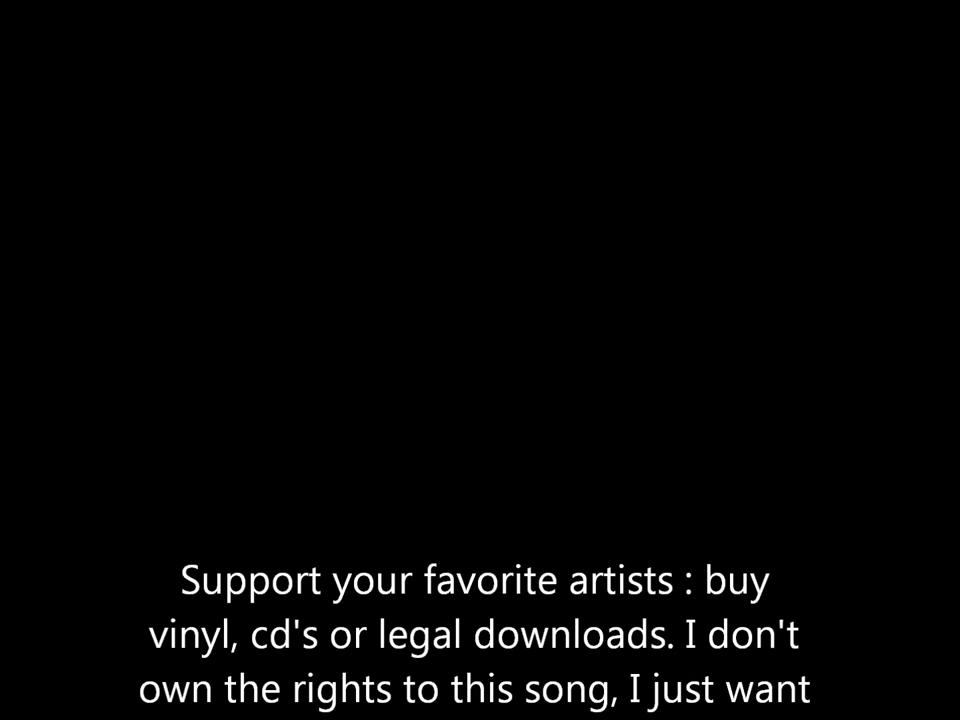 Support your favorite artists : buy
vinyl, cd's or legal downloads. I don't
own the rights to this song, I just want